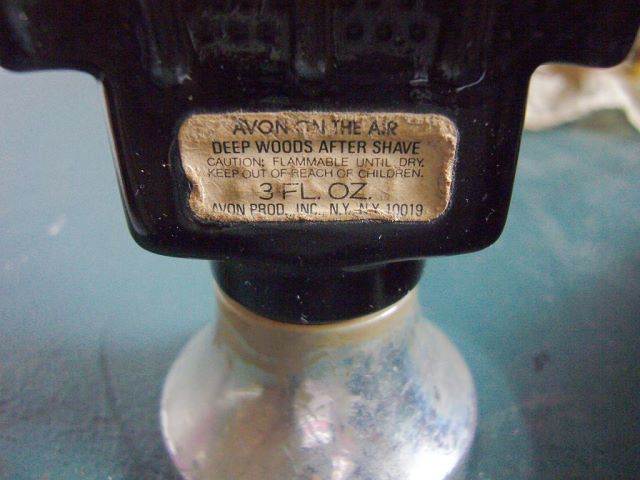 AVON ON THE AIR
DEEP WOODS AFTER SHAVE
CAUTION: FLAMMABLE UNTIL DRY.
KEEP OUT OF REACH OF CHILDREN.
3 FL. OZ.
AVON PROD., INC. N.Y. N.Y. 10019